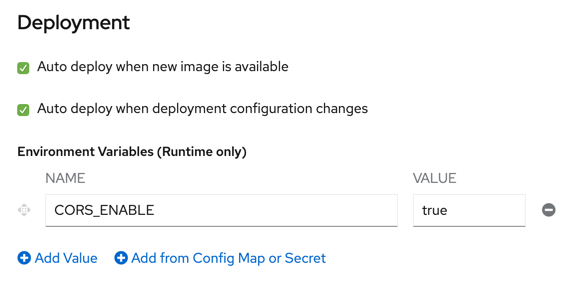 Deployment
Auto deploy when new image is available
Auto deploy when deployment configuration changes
Environment Variables (Runtime only)
NAME VALUE
CORS_ENABLE true
Add Value Add from Config Map or Secret